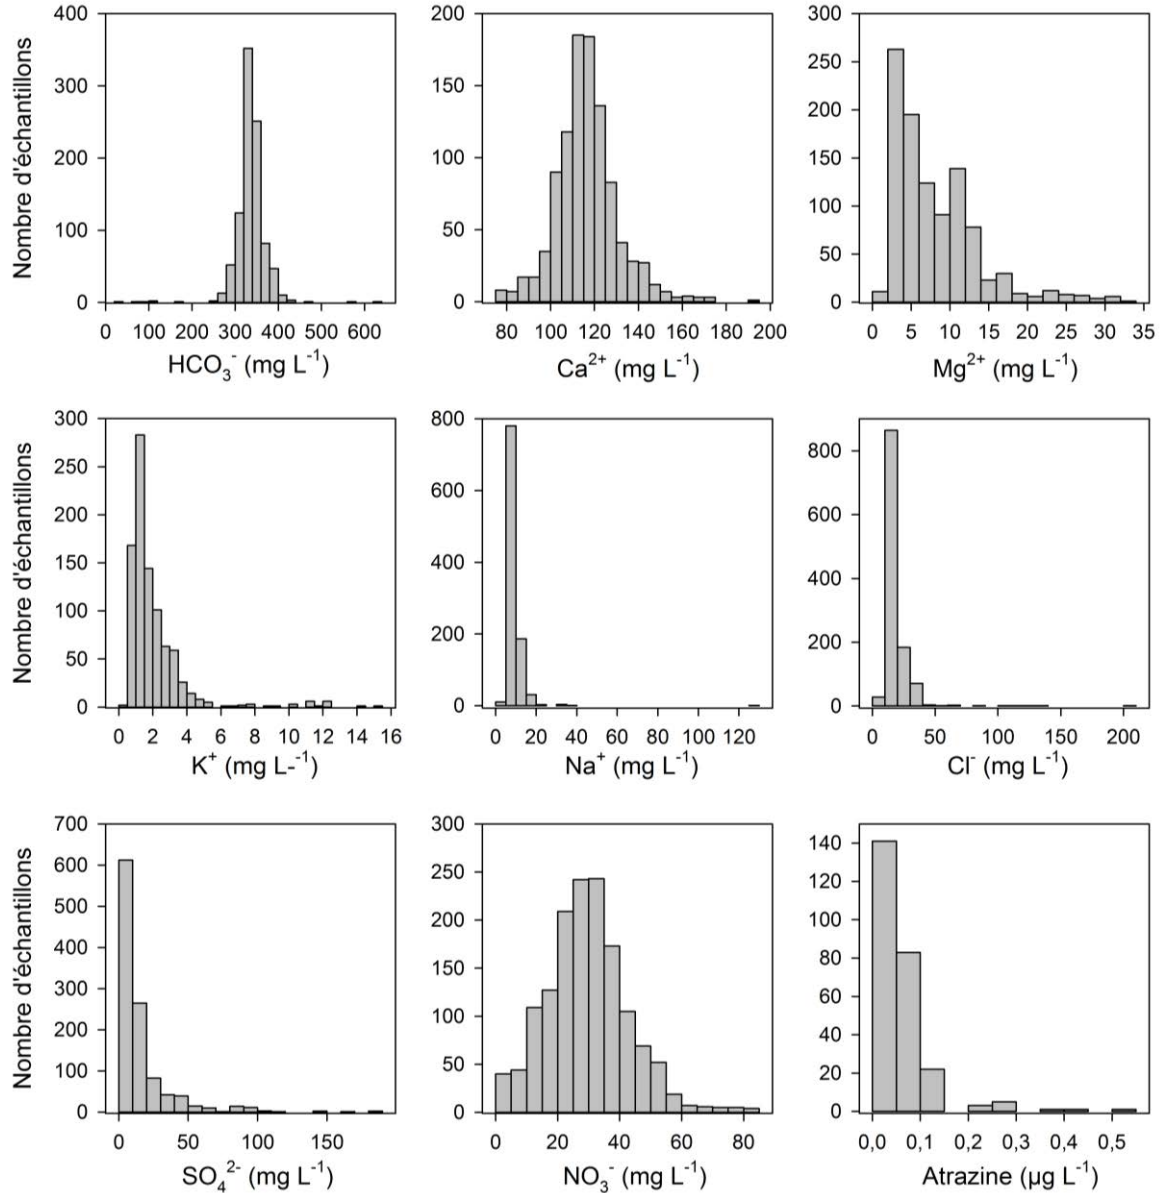 400
300
200
100
0
Nombre d'échantillons
0 100 200 300 400 500 600
HCO₃⁻ (mg L⁻¹)
200
150
100
50
0
80 100 120 140 160 180 200
Ca²⁺ (mg L⁻¹)
300
250
200
150
100
50
0
0 5 10 15 20 25 30 35
Mg²⁺ (mg L⁻¹)
300
250
200
150
100
50
0
Nombre d'échantillons
0 2 4 6 8 10 12 14 16
K⁺ (mg L-⁻¹)
800
600
400
200
0
0 20 40 60 80 100 120
Na⁺ (mg L⁻¹)
800
600
400
200
0
0 50 100 150 200
Cl⁻ (mg L⁻¹)
700
600
500
400
300
200
100
0
Nombre d'échantillons
0 50 100 150
SO₄²⁻ (mg L⁻¹)
300
250
200
150
100
50
0
0 20 40 60 80
NO₃⁻ (mg L⁻¹)
140
120
100
80
60
40
20
0
0,0 0,1 0,2 0,3 0,4 0,5
Atrazine (µg L⁻¹)